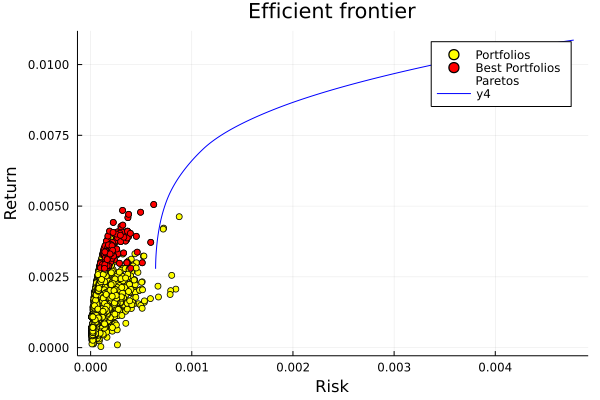 Efficient frontier
Return
0.0100
0.0075
0.0050
0.0025
0.0000
Portfolios
Best Portfolios
Paretos
y4
0.000
0.001
0.002
0.003
0.004
Risk